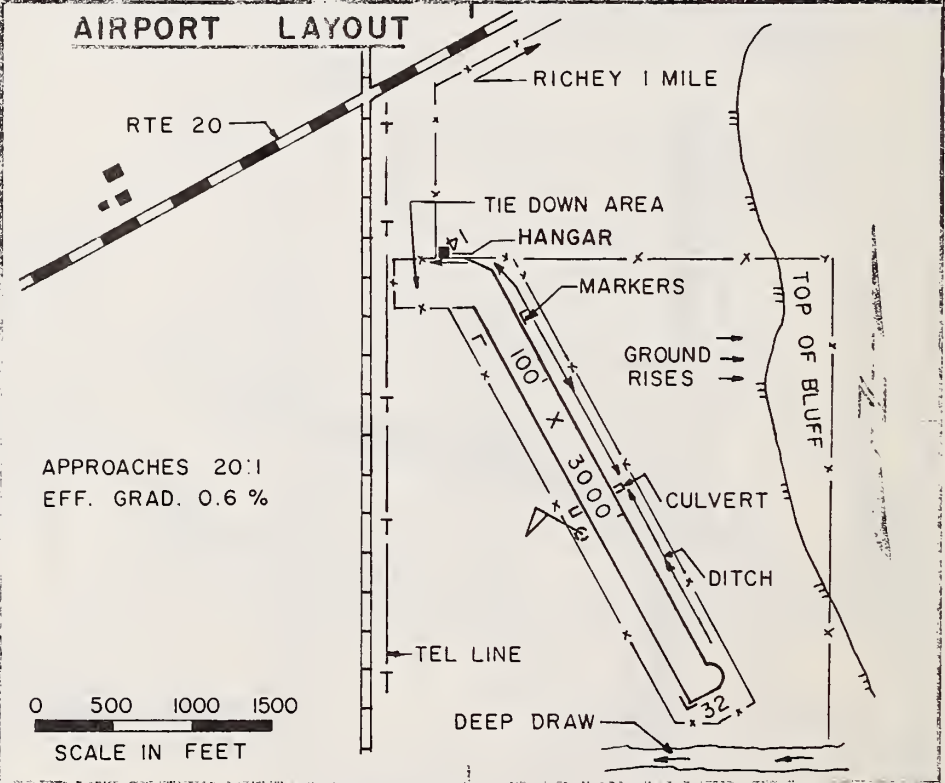 AIRPORT LAYOUT
RICHEY 1 MILE
RTE 20
TIE DOWN AREA
14
HANGAR
MARKERS
TOP OF BLUFF
GROUND
RISES
100' X 3000'
APPROACHES 20:1
EFF. GRAD. 0.6 %
CULVERT
DITCH
TEL LINE
32
0 500 1000 1500
SCALE IN FEET
DEEP DRAW
T
T
T
T
T